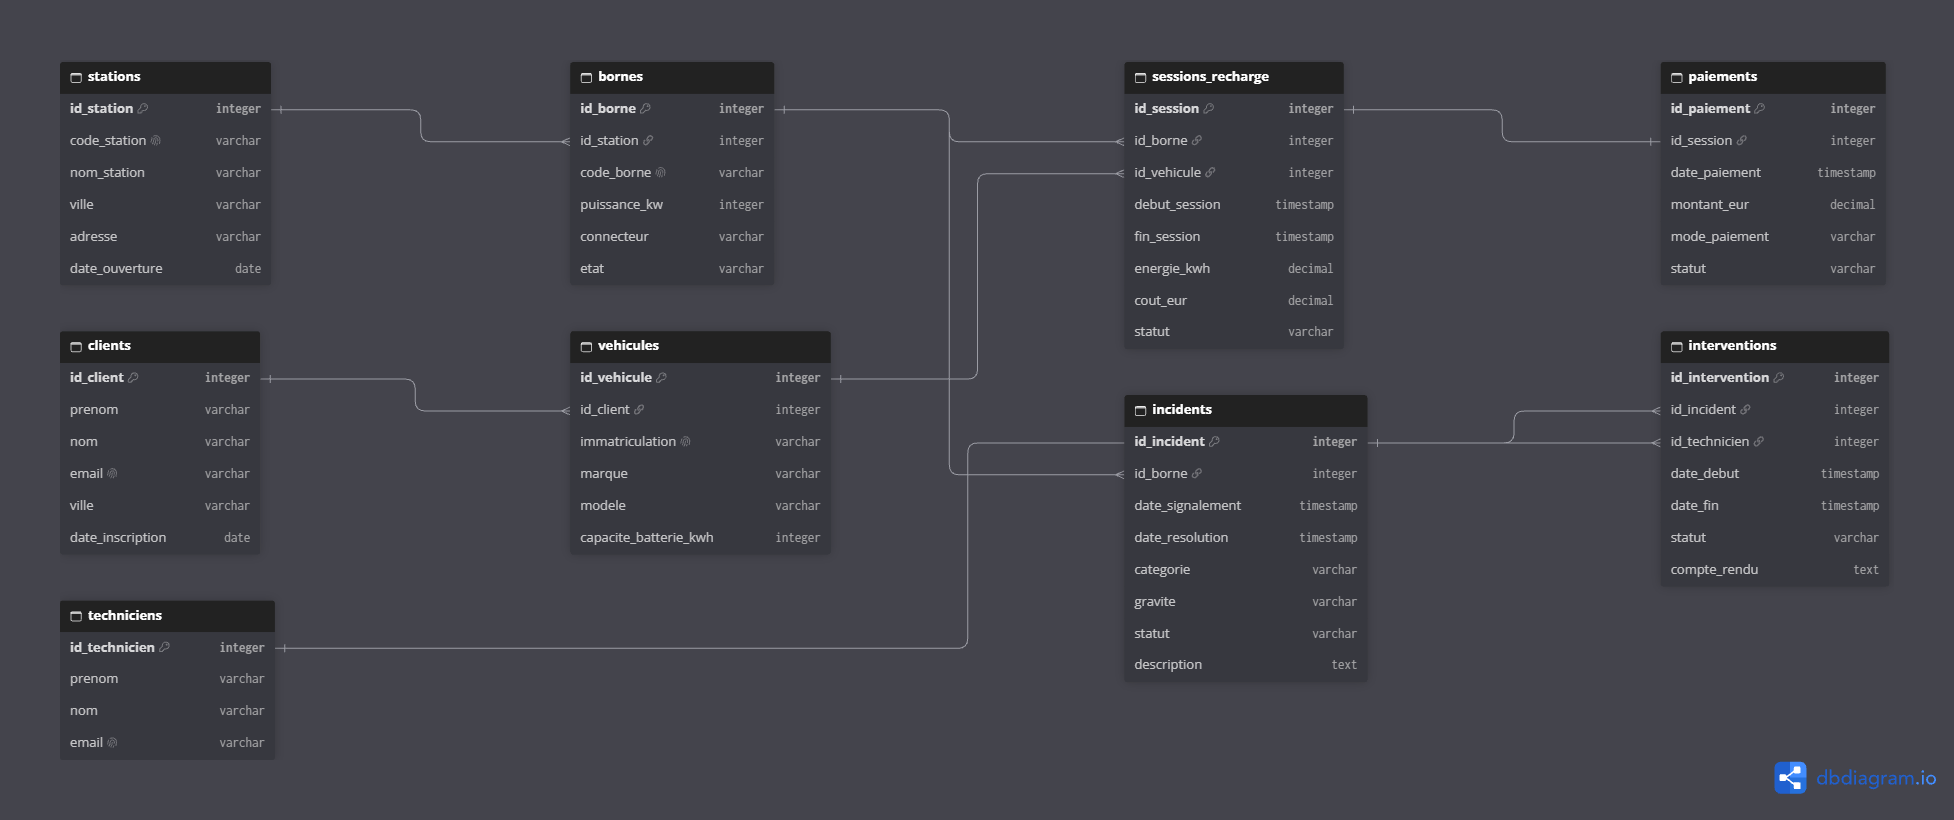 stations
id_station integer
code_station varchar
nom_station varchar
ville varchar
adresse varchar
date_ouverture date
bornes
id_borne integer
id_station integer
code_borne varchar
puissance_kw integer
connecteur varchar
etat varchar
sessions_recharge
id_session integer
id_borne integer
id_vehicule integer
debut_session timestamp
fin_session timestamp
energie_kwh decimal
cout_eur decimal
statut varchar
paiements
id_paiement integer
id_session integer
date_paiement timestamp
montant_eur decimal
mode_paiement varchar
statut varchar
clients
id_client integer
prenom varchar
nom varchar
email varchar
ville varchar
date_inscription date
vehicules
id_vehicule integer
id_client integer
immatriculation varchar
marque varchar
modele varchar
capacite_batterie_kwh integer
incidents
id_incident integer
id_borne integer
date_signalement timestamp
date_resolution timestamp
categorie varchar
gravite varchar
statut varchar
description text
interventions
id_intervention integer
id_incident integer
id_technicien integer
date_debut timestamp
date_fin timestamp
statut varchar
compte_rendu text
techniciens
id_technicien integer
prenom varchar
nom varchar
email varchar
dbdiagram.io